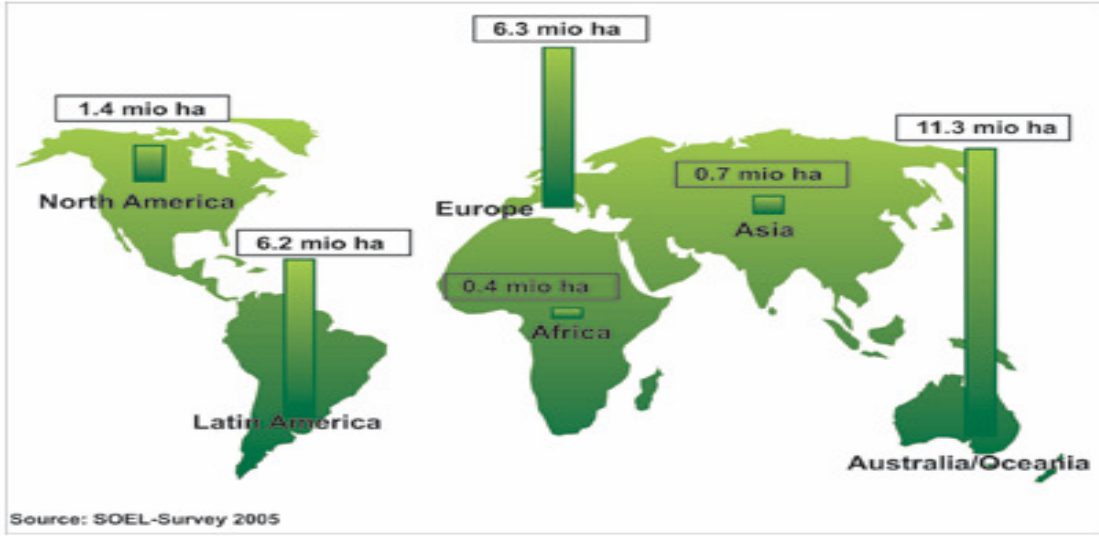 6.3 mio ha
1.4 mio ha
11.3 mio ha
0.7 mio ha
North America
Europe
Asia
6.2 mio ha
0.4 mio ha
Africa
Latin America
Australia/Oceania
Source: SOEL-Survey 2005